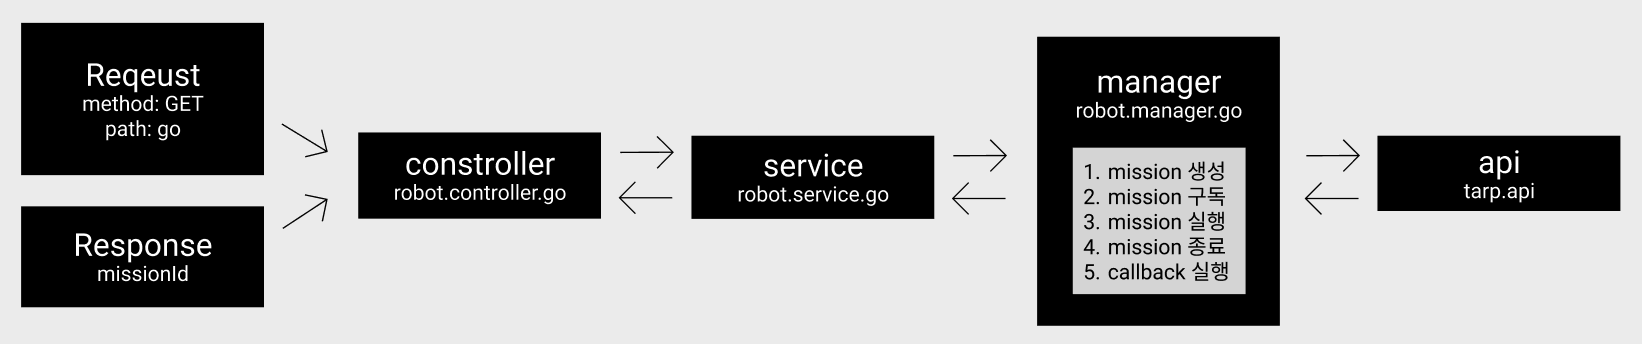 Reqeust
method: GET
path: go
Response
missionId
constroller
robot.controller.go
service
robot.service.go
manager
robot.manager.go
1. mission 생성
2. mission 구독
3. mission 실행
4. mission 종료
5. callback 실행
api
tarp.api